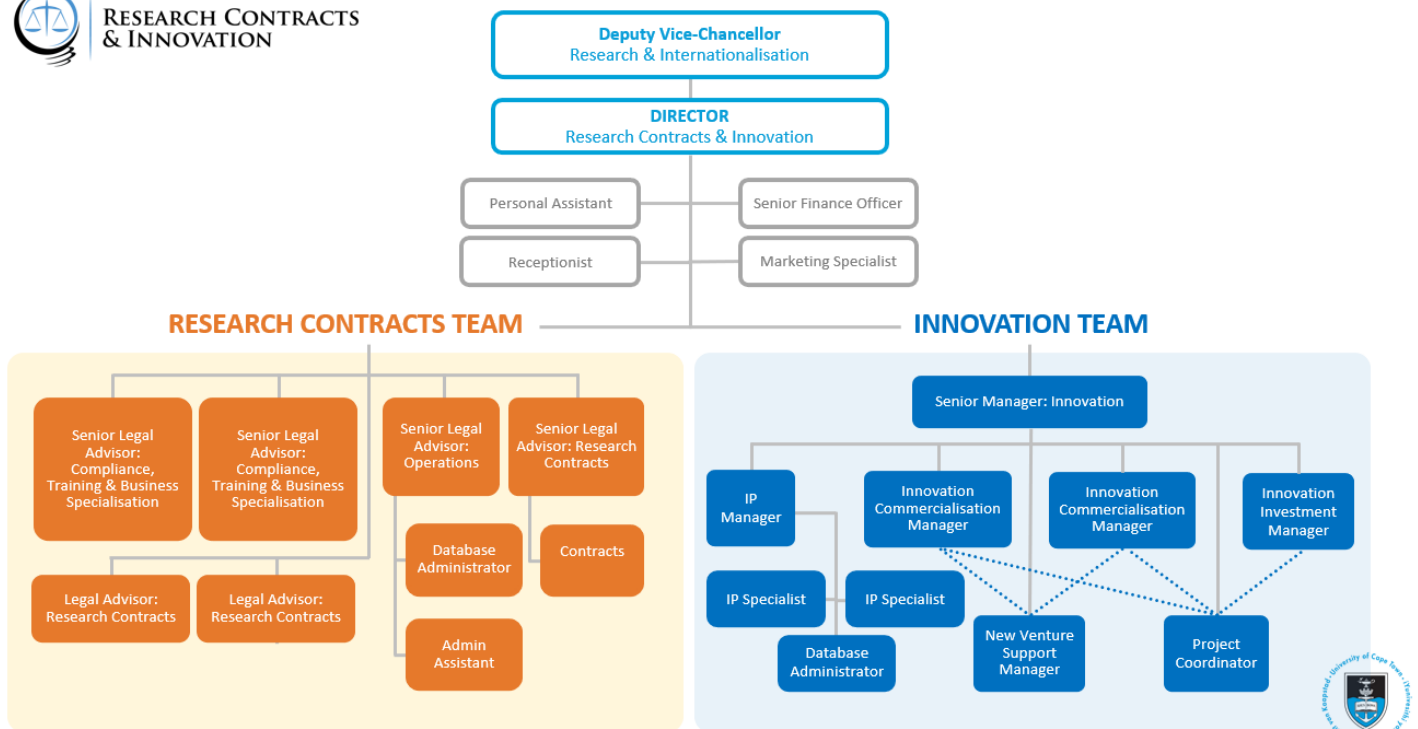 RESEARCH CONTRACTS
& INNOVATION
Deputy Vice-Chancellor
Research & Internationalisation
DIRECTOR
Research Contracts & Innovation
Personal Assistant
Senior Finance Officer
Receptionist
Marketing Specialist
RESEARCH CONTRACTS TEAM
Senior Legal
Advisor:
Compliance,
Training & Business
Specialisation
Senior Legal
Advisor:
Compliance,
Training & Business
Specialisation
Senior Legal
Advisor:
Operations
Senior Legal
Advisor: Research
Contracts
Database
Administrator
Contracts
Legal Advisor:
Research Contracts
Legal Advisor:
Research Contracts
Admin
Assistant
INNOVATION TEAM
Senior Manager: Innovation
IP
Manager
Innovation
Commercialisation
Manager
Innovation
Commercialisation
Manager
Innovation
Investment
Manager
IP Specialist
IP Specialist
Database
Administrator
New Venture
Support
Manager
Project
Coordinator
University of Cape Town